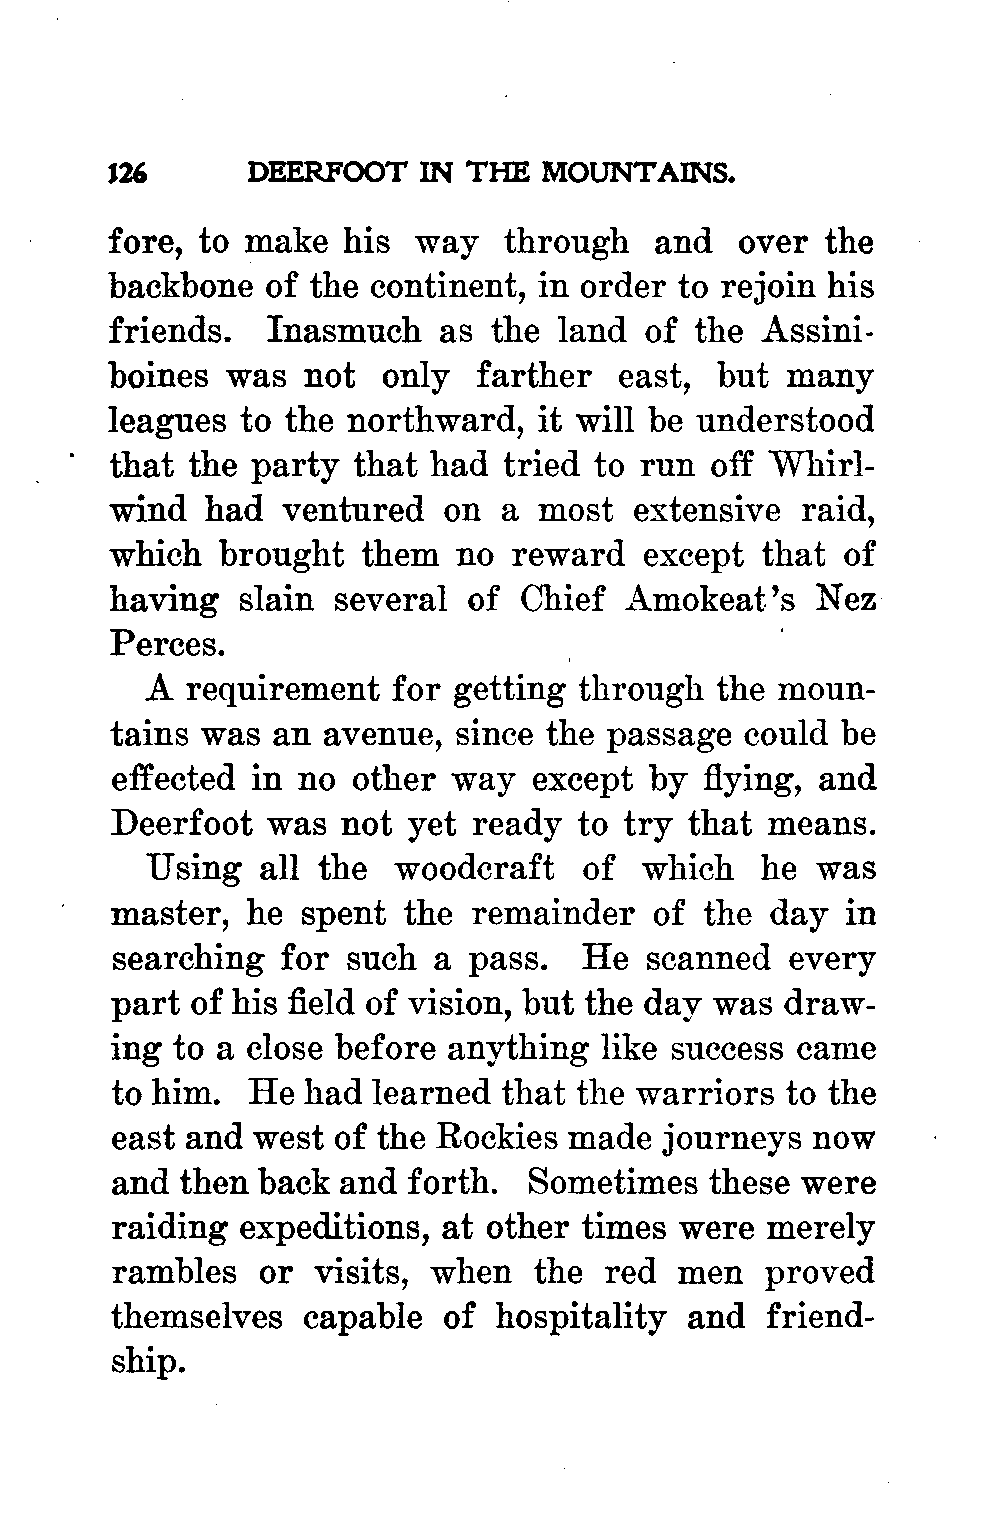 126 DEERFOOT IN THE MOUNTAINS.
fore, to make his way through and over the
backbone of the continent, in order to rejoin his
friends. Inasmuch as the land of the Assini-
boines was not only farther east, but many
leagues to the northward, it will be understood
that the party that had tried to run off Whirl-
wind had ventured on a most extensive raid,
which brought them no reward except that of
having slain several of Chief Amokeat's Nez
Perces.
A requirement for getting through the moun-
tains was an avenue, since the passage could be
effected in no other way except by flying, and
Deerfoot was not yet ready to try that means.
Using all the woodcraft of which he was
master, he spent the remainder of the day in
searching for such a pass. He scanned every
part of his field of vision, but the day was draw-
ing to a close before anything like success came
to him. He had learned that the warriors to the
east and west of the Rockies made journeys now
and then back and forth. Sometimes these were
raiding expeditions, at other times were merely
rambles or visits, when the red men proved
themselves capable of hospitality and friend-
ship.